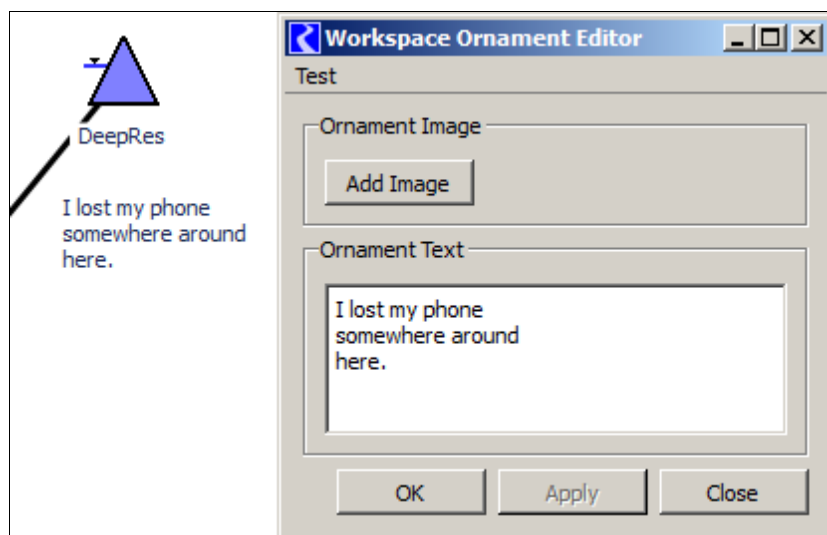 DeepRes
I lost my phone
somewhere around
here.
Workspace Ornament Editor
Test
Ornament Image
Add Image
Ornament Text
I lost my phone
somewhere around
here.
OK
Apply
Close